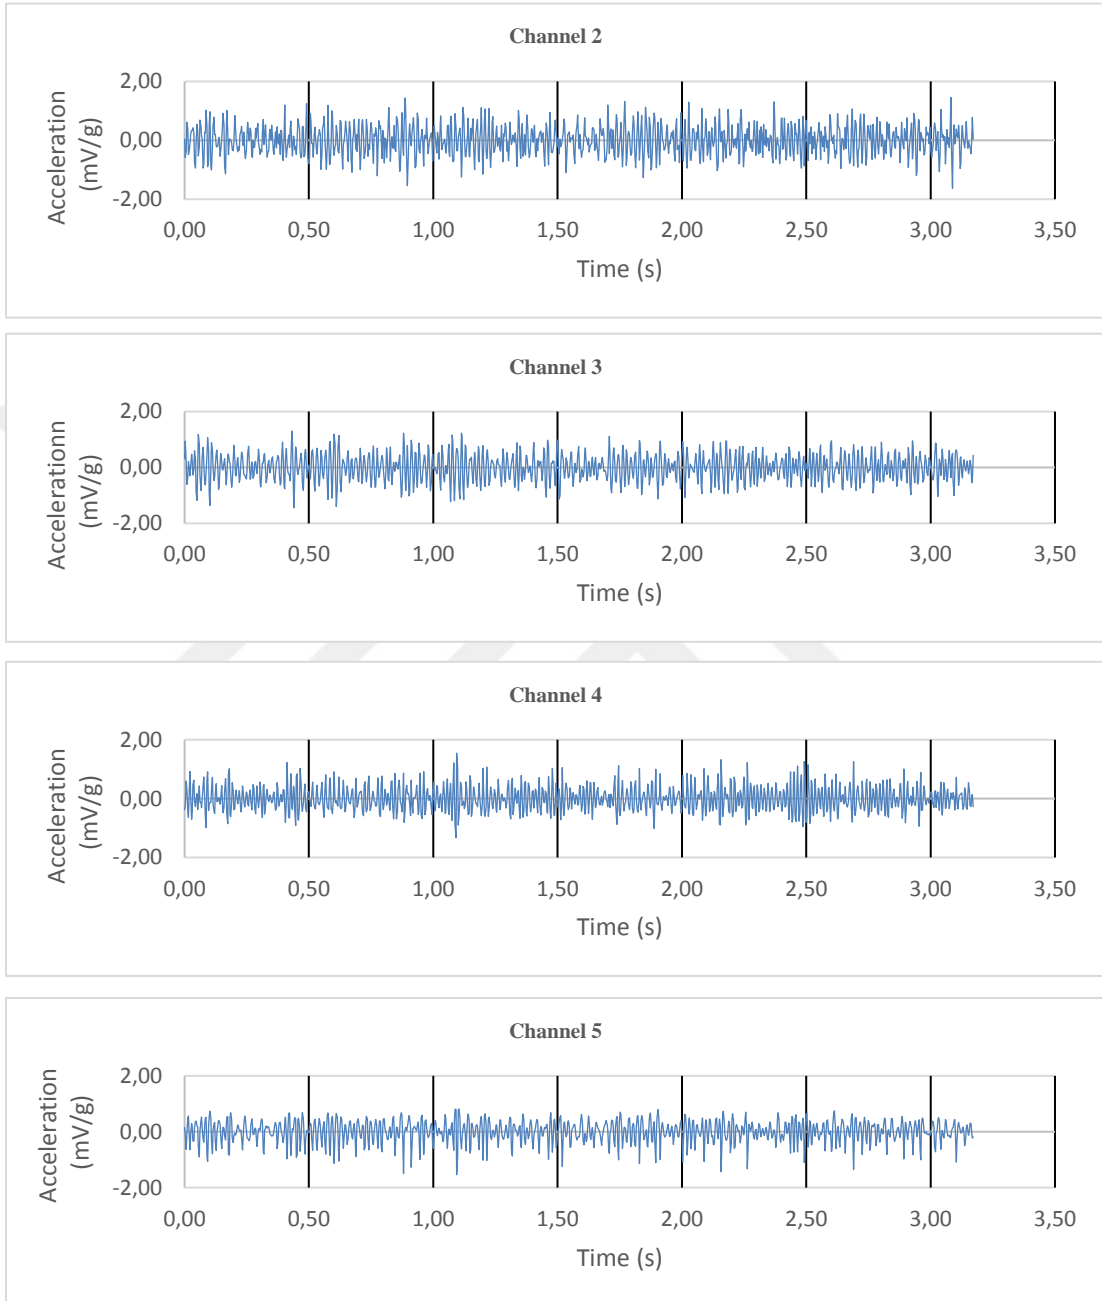 Channel 2
Acceleration
(mV/g)
2,00
0,00
-2,00
0,00 0,50 1,00 1,50 2,00 2,50 3,00 3,50
Time (s)
Channel 3
Accelerationn
(mV/g)
2,00
0,00
-2,00
0,00 0,50 1,00 1,50 2,00 2,50 3,00 3,50
Time (s)
Channel 4
Acceleration
(mV/g)
2,00
0,00
-2,00
0,00 0,50 1,00 1,50 2,00 2,50 3,00 3,50
Time (s)
Channel 5
Acceleration
(mV/g)
2,00
0,00
-2,00
0,00 0,50 1,00 1,50 2,00 2,50 3,00 3,50
Time (s)